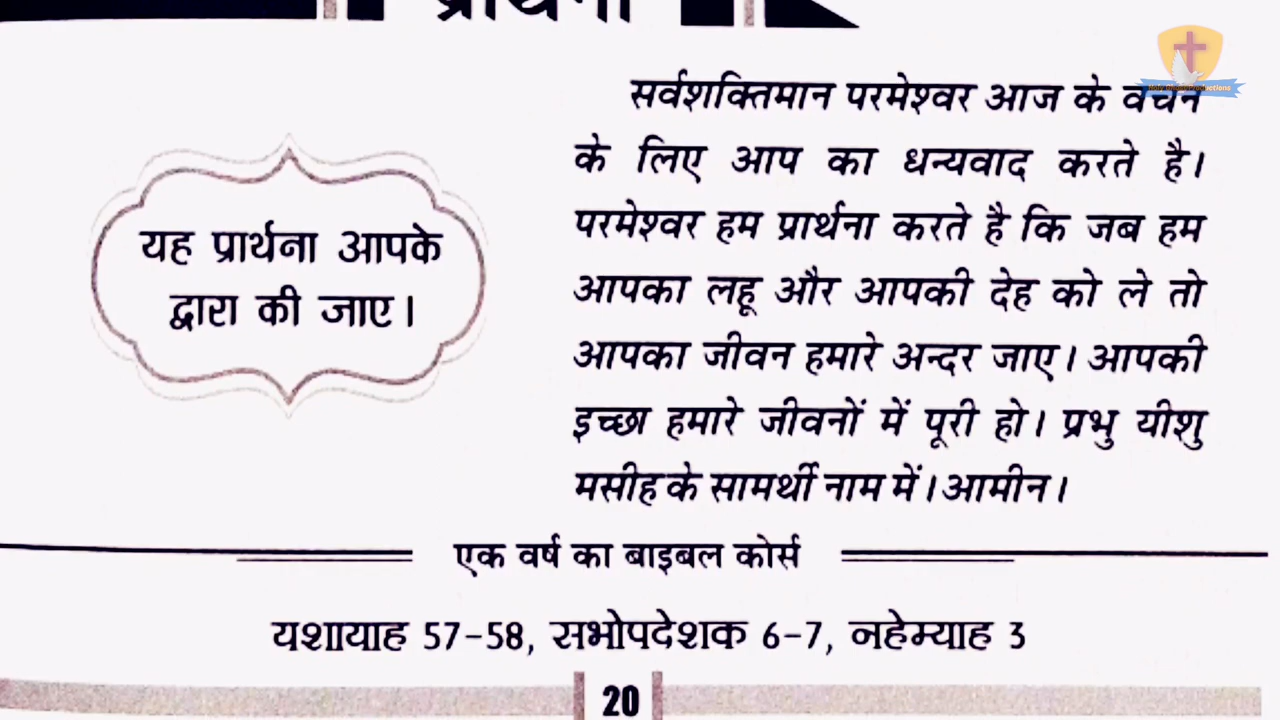 प्रार्थना
सर्वशक्तिमान परमेश्वर आज के वचन
के लिए आप का धन्यवाद करते है।
परमेश्वर हम प्रार्थना करते है कि जब हम
आपका लहू और आपकी देह को ले तो
आपका जीवन हमारे अन्दर जाए। आपकी
इच्छा हमारे जीवनों में पूरी हो। प्रभु यीशु
मसीह के सामर्थी नाम में। आमीन।
यह प्रार्थना आपके
द्वारा की जाए।
एक वर्ष का बाइबल कोर्स
यशायाह 57-58, सभोपदेशक 6-7, नहेम्याह 3
20